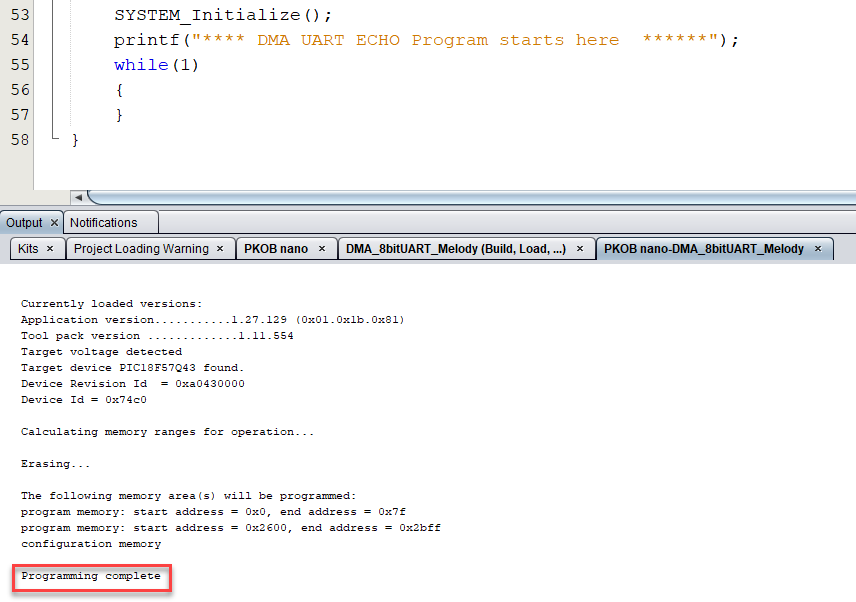 53 SYSTEM_Initialize();
54 printf("**** DMA UART ECHO Program starts here  ******");
55 while(1)
56 {
57 }
58 }
Output × Notifications
Kits × Project Loading Warning × PKOB nano × DMA_8bitUART_Melody (Build, Load, ...) × PKOB nano-DMA_8bitUART_Melody ×
Currently loaded versions:
Application version...........1.27.129 (0x01.0x1b.0x81)
Tool pack version .............1.11.554
Target voltage detected
Target device PIC18F57Q43 found.
Device Revision Id  = 0xa0430000
Device Id = 0x74c0
Calculating memory ranges for operation...
Erasing...
The following memory area(s) will be programmed:
program memory: start address = 0x0, end address = 0x7f
program memory: start address = 0x2600, end address = 0x2bff
configuration memory
Programming complete